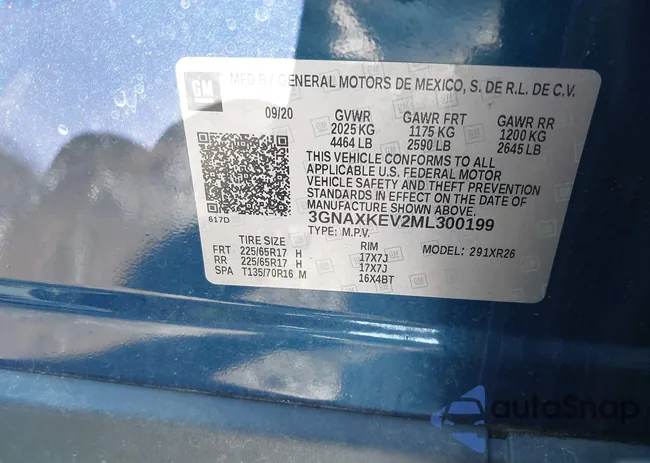 GM
MFD BY GENERAL MOTORS DE MEXICO, S. DE R.L. DE C.V.
09/20 GVWR GAWR FRT GAWR RR
2025 KG 1175 KG 1200 KG
4464 LB 2590 LB 2645 LB
THIS VEHICLE CONFORMS TO ALL
APPLICABLE U.S. FEDERAL MOTOR
VEHICLE SAFETY AND THEFT PREVENTION
STANDARDS IN EFFECT ON THE DATE OF
MANUFACTURE SHOWN ABOVE.
617D
3GNAXKEV2ML300199
TYPE: M.P.V.
MODEL: 291XR26
TIRE SIZE RIM
FRT 225/65R17 H 17X7J
RR 225/65R17 H 17X7J
SPA T135/70R16 M 16X4BT
autoSnap